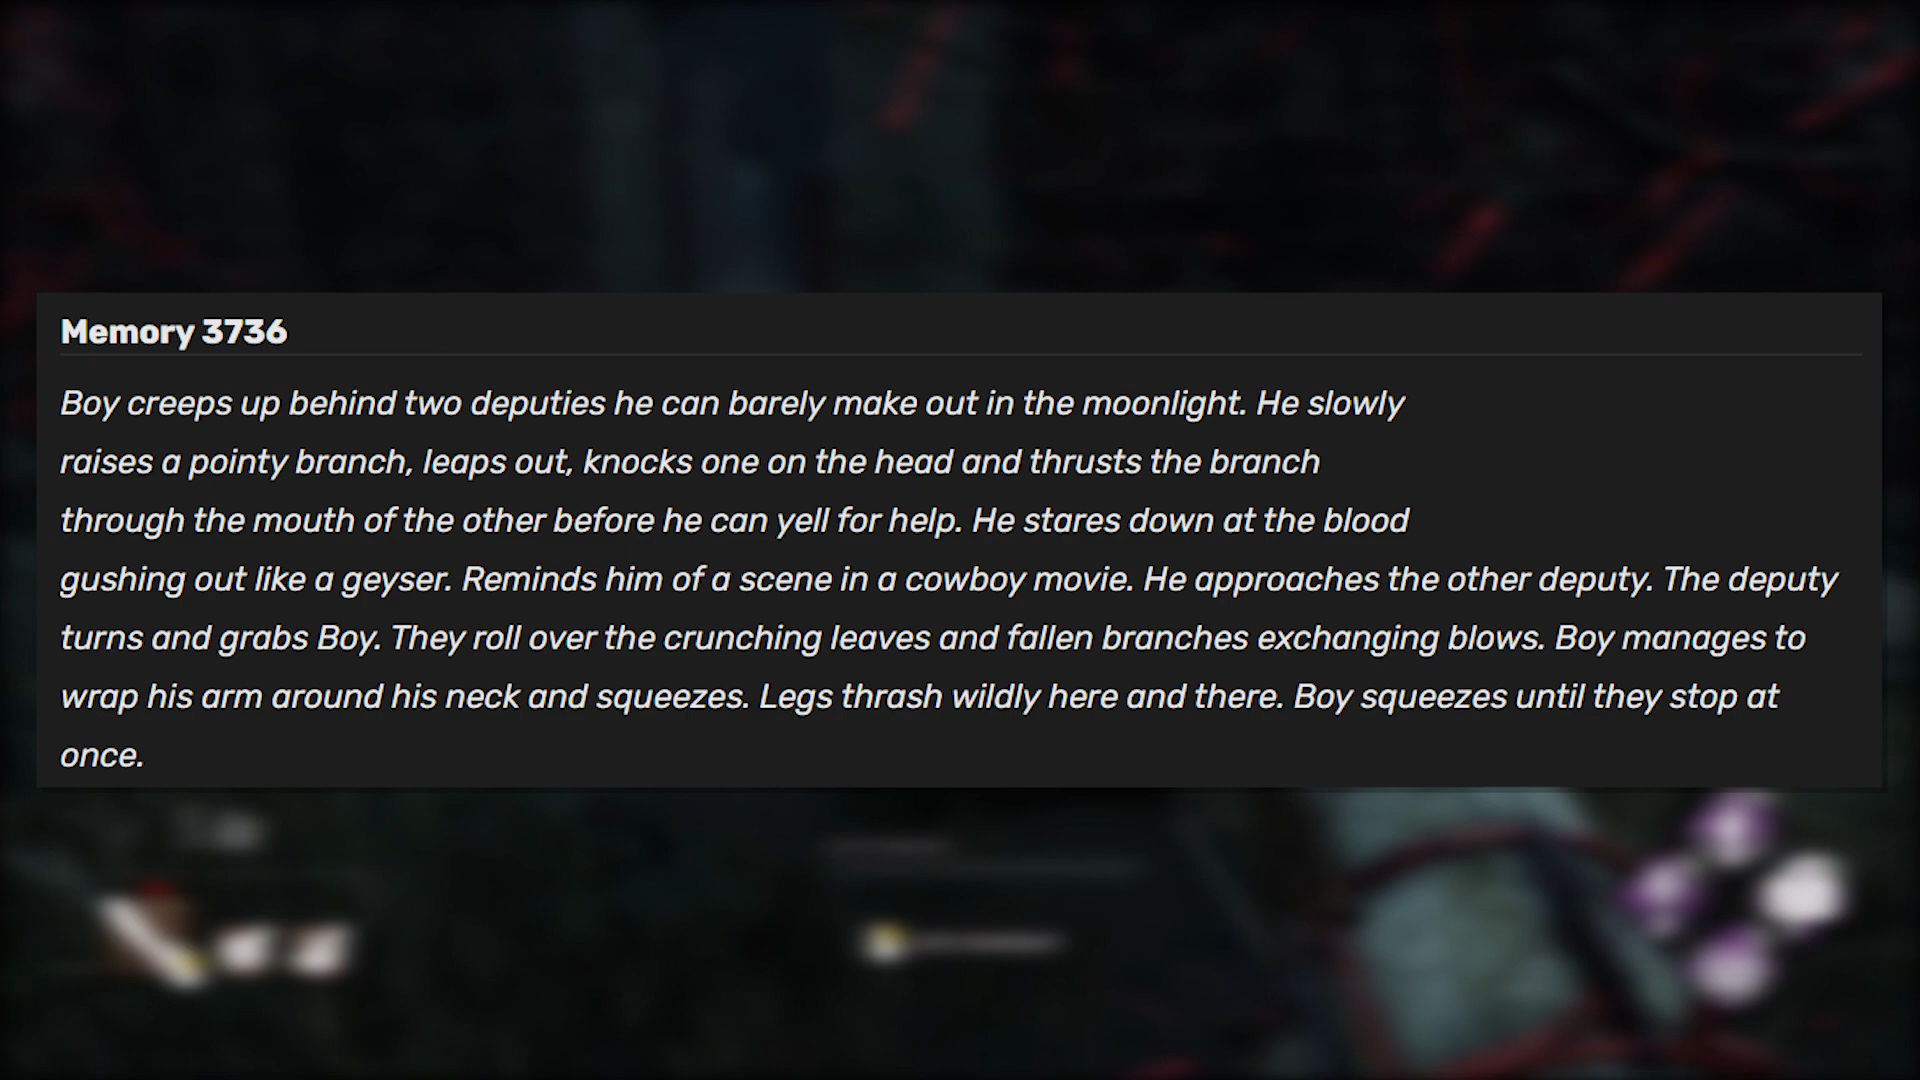 Memory 3736
Boy creeps up behind two deputies he can barely make out in the moonlight. He slowly
raises a pointy branch, leaps out, knocks one on the head and thrusts the branch
through the mouth of the other before he can yell for help. He stares down at the blood
gushing out like a geyser. Reminds him of a scene in a cowboy movie. He approaches the other deputy. The deputy
turns and grabs Boy. They roll over the crunching leaves and fallen branches exchanging blows. Boy manages to
wrap his arm around his neck and squeezes. Legs thrash wildly here and there. Boy squeezes until they stop at
once.